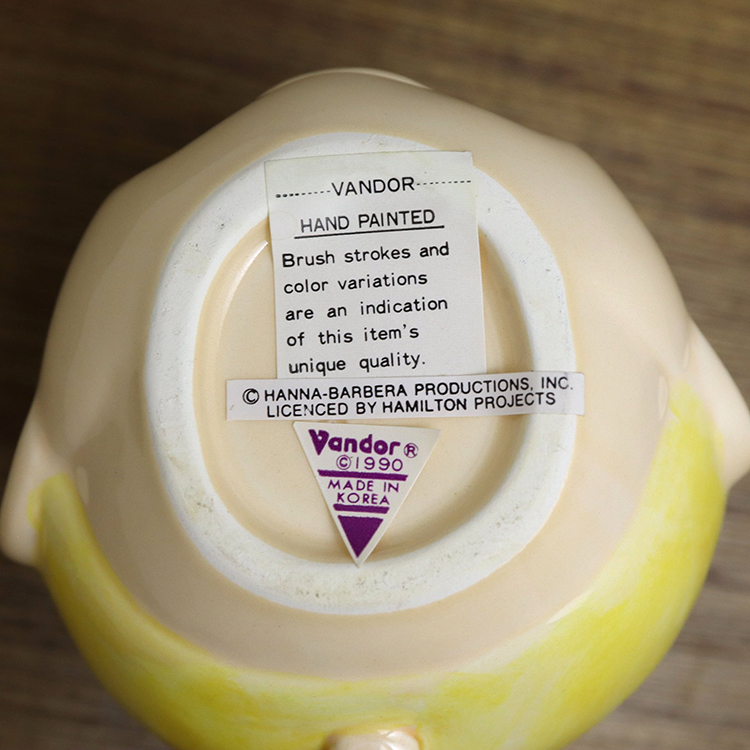 --------VANDOR--------
HAND PAINTED
Brush strokes and
color variations
are an indication
of this item's
unique quality.
© HANNA-BARBERA PRODUCTIONS, INC.
LICENCED BY HAMILTON PROJECTS
Vandor®
©1990
MADE IN
KOREA